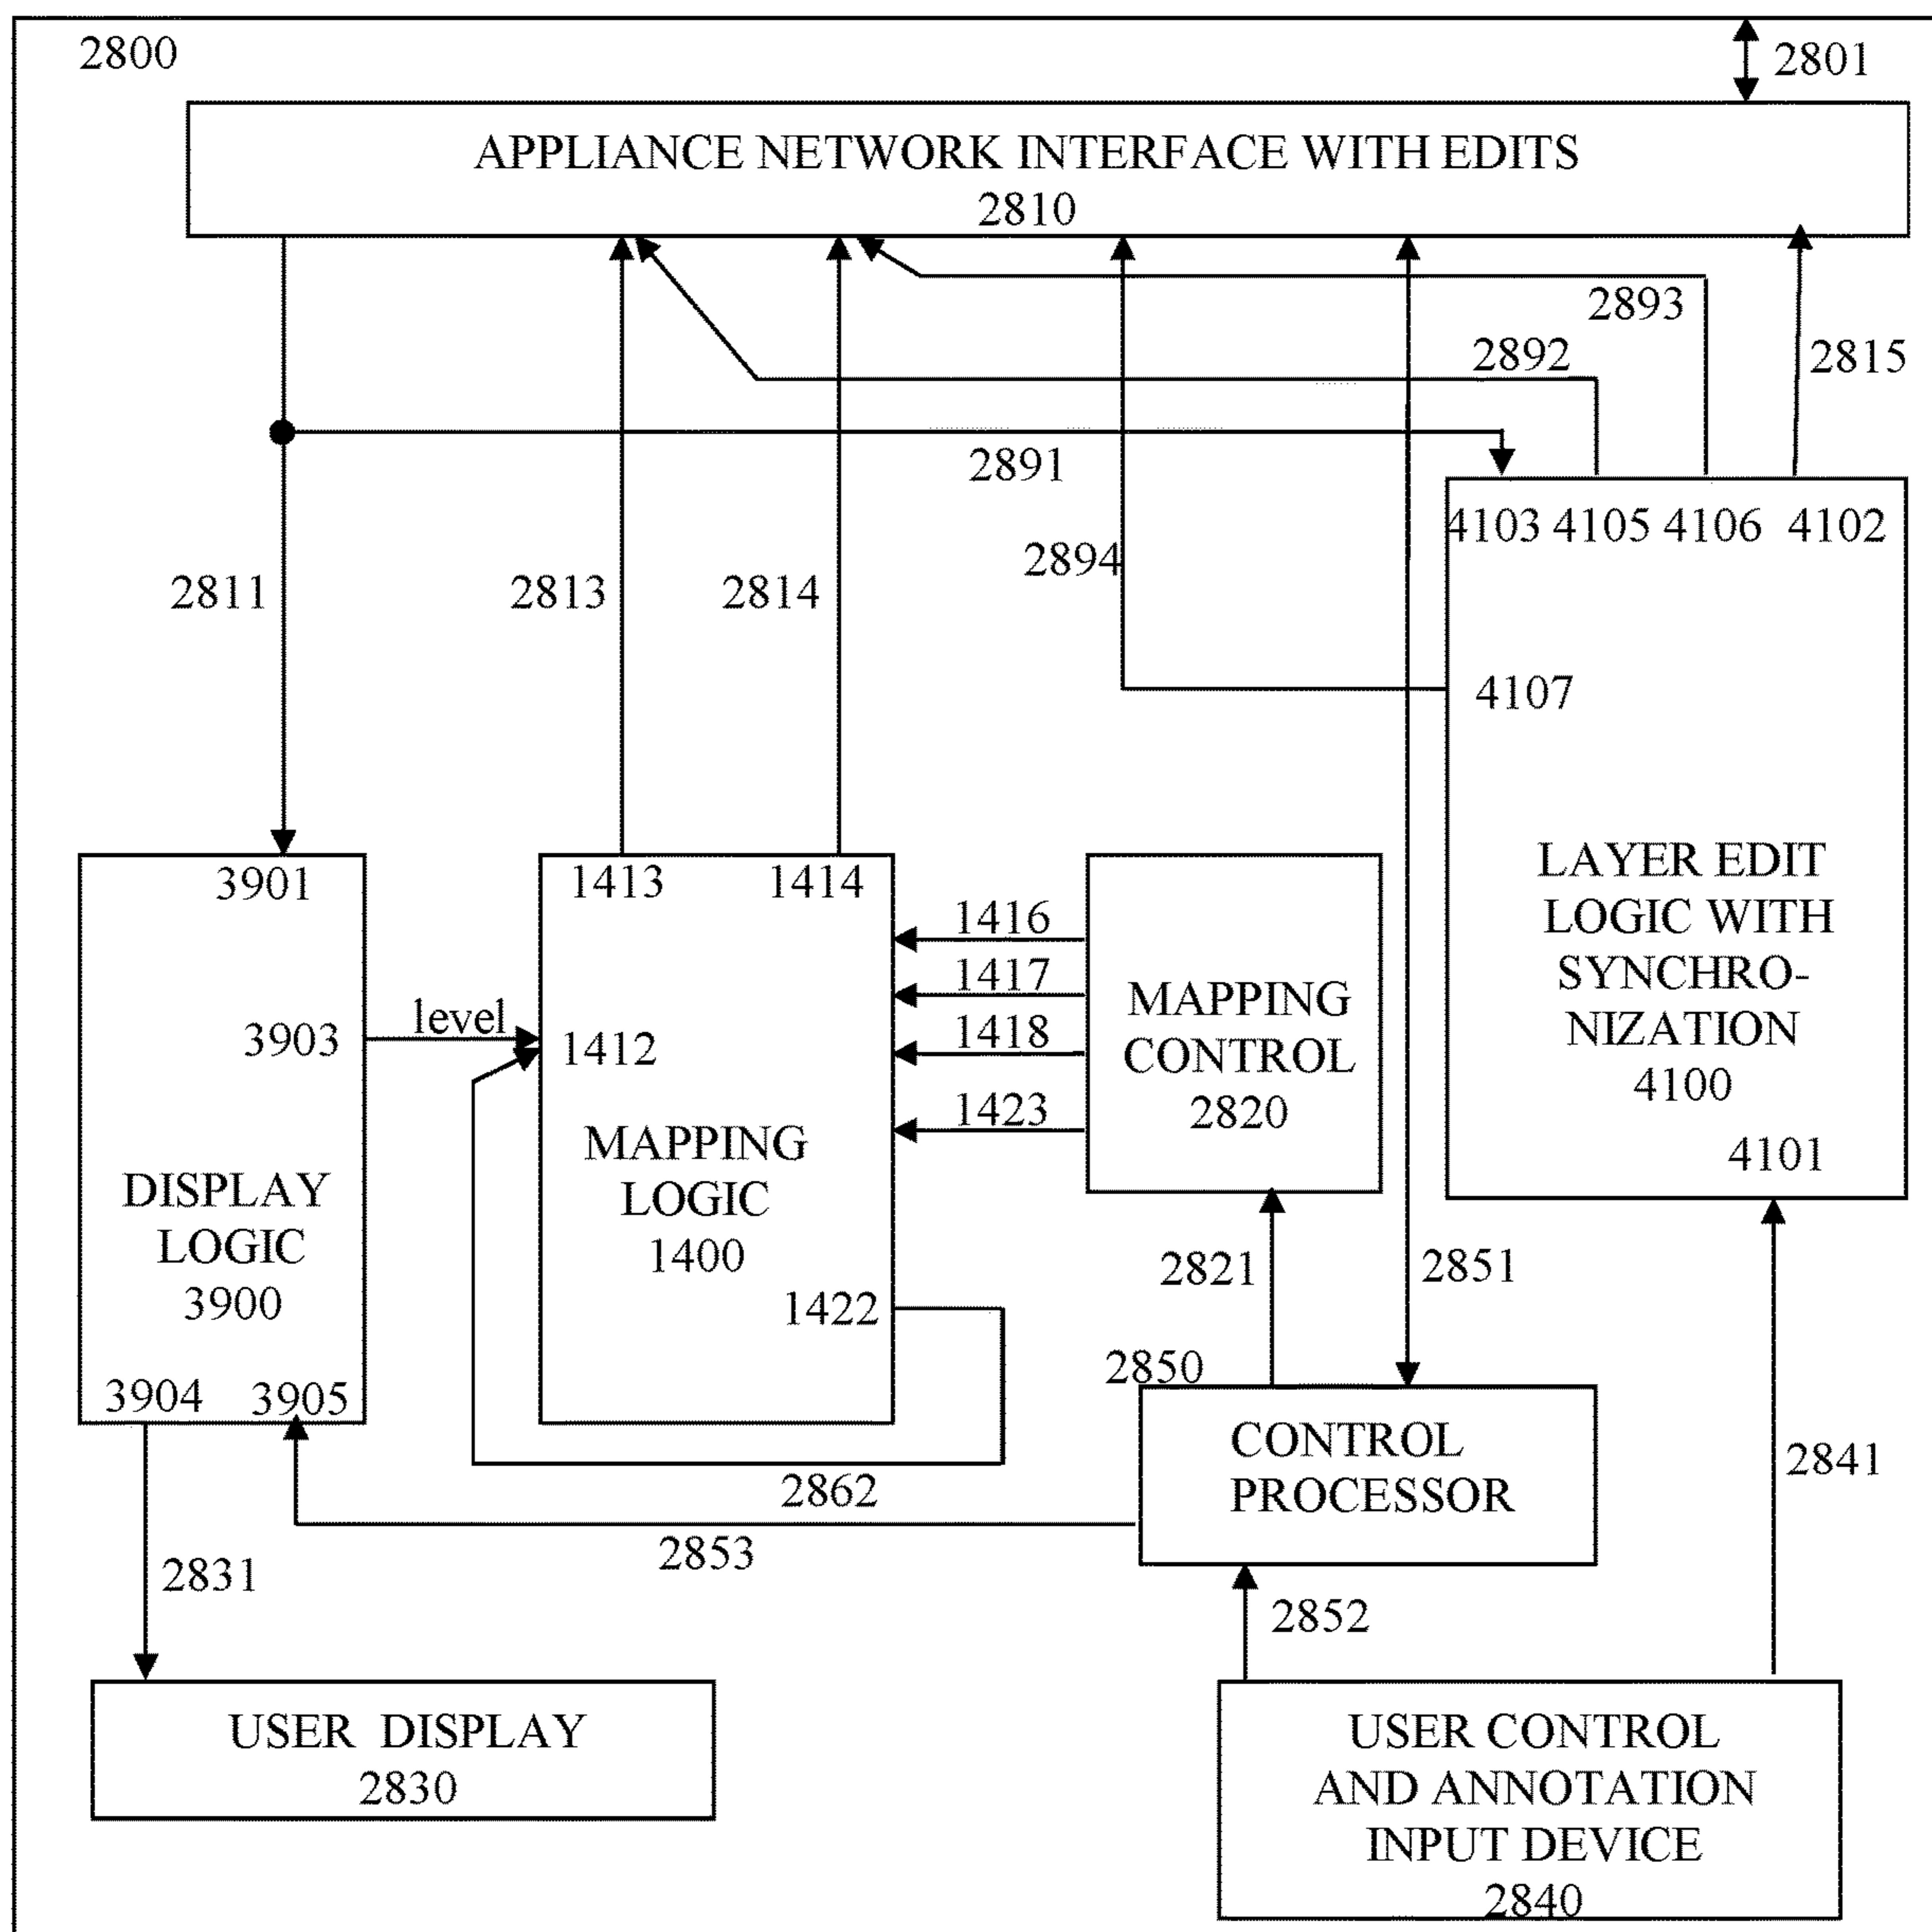 2800
2801
APPLIANCE NETWORK INTERFACE WITH EDITS
2810
2893
2892
2815
2891
4103 4105 4106 4102
2894
2811
2813
2814
4107
3901
1413
1414
LAYER EDIT
LOGIC WITH
SYNCHRO-
NIZATION
4100
4101
1416
1417
1418
1423
MAPPING
CONTROL
2820
level
3903
1412
MAPPING
LOGIC
1400
DISPLAY
LOGIC
3900
1422
2821
2851
2850
3904
3905
CONTROL
PROCESSOR
2841
2862
2853
2831
2852
USER DISPLAY
2830
USER CONTROL
AND ANNOTATION
INPUT DEVICE
2840